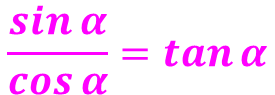 sin α / cos α = tan α